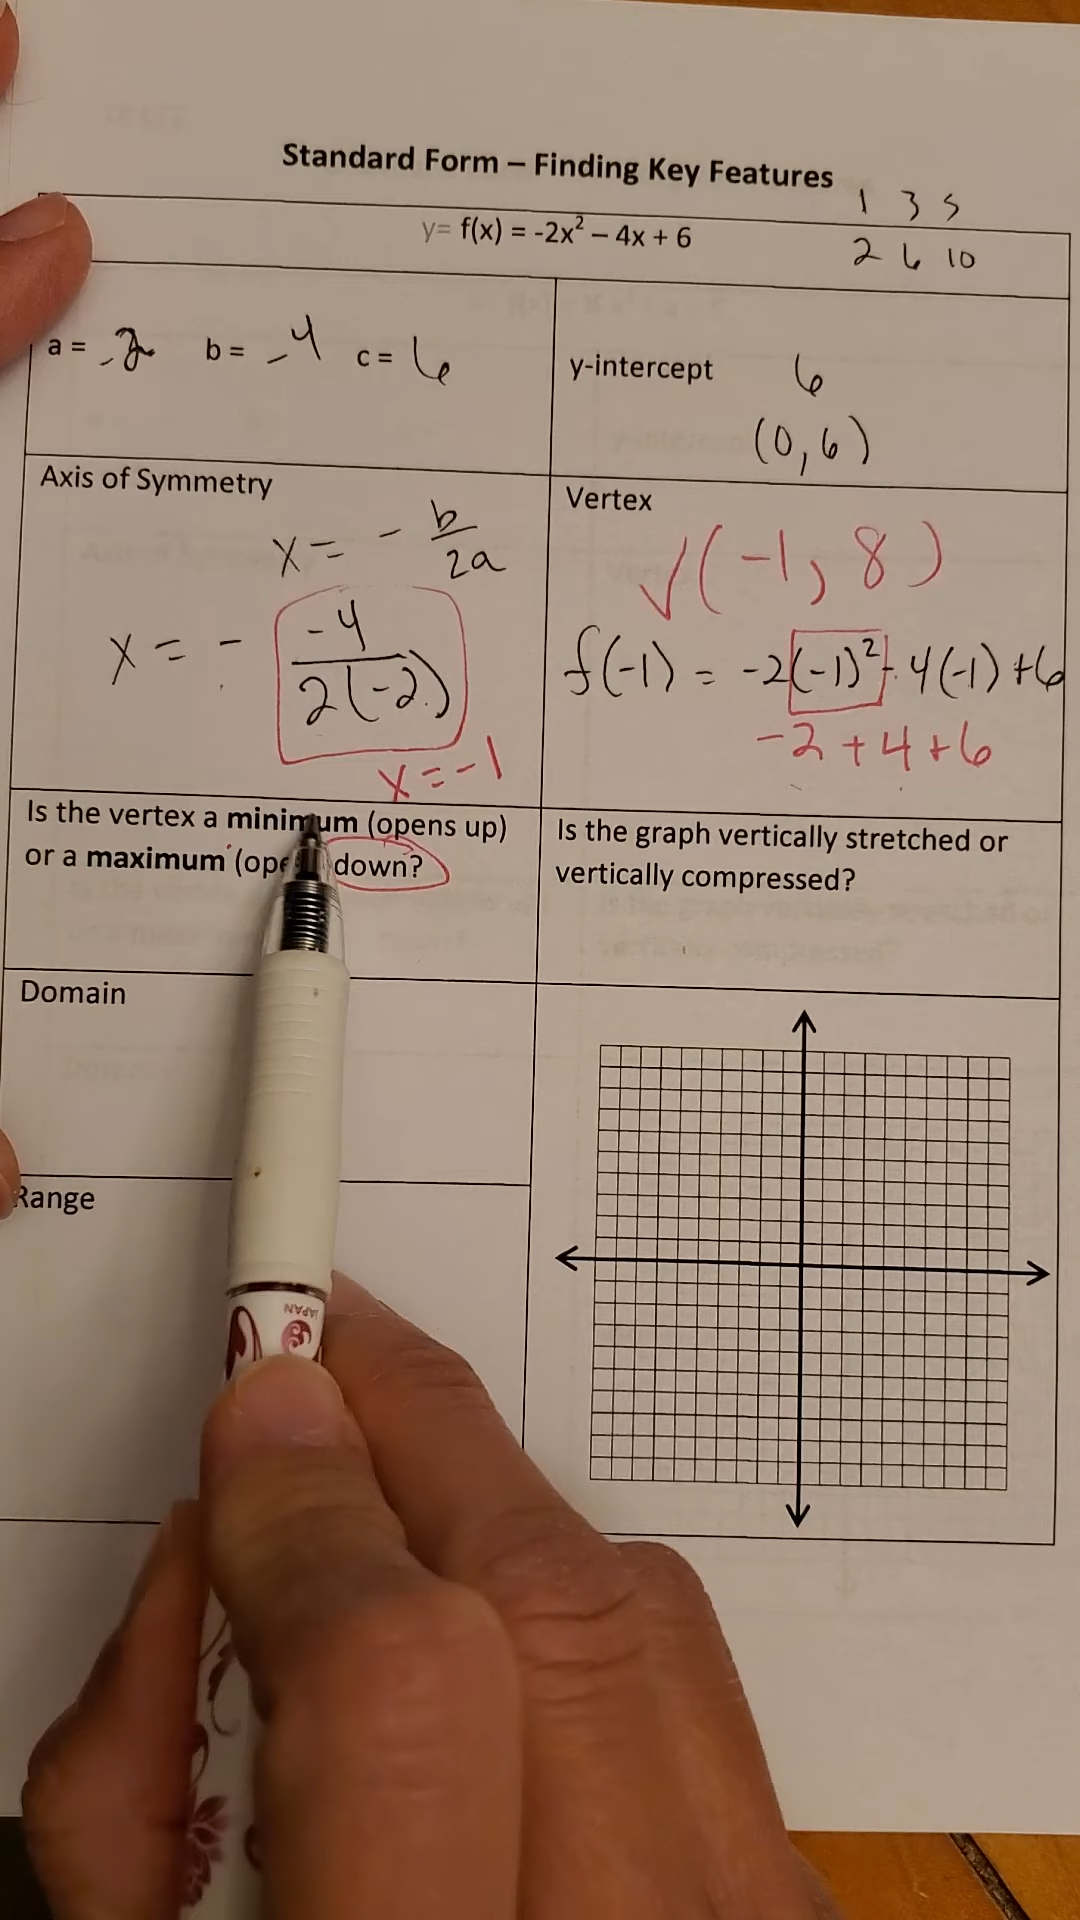 Standard Form – Finding Key Features
1 3 5
y= f(x) = -2x² – 4x + 6
2 6 10
a = -2 b = -4 c = 6
y-intercept 6
(0, 6)
Axis of Symmetry
x = - b/2a
x = - -4/2(-2)
x = -1
Vertex
√(-1, 8)
f(-1) = -2(-1)² - 4(-1) + 6
-2 + 4 + 6
Is the vertex a minimum (opens up)
or a maximum (ope down?
Is the graph vertically stretched or
vertically compressed?
Domain
Range
JAPAN